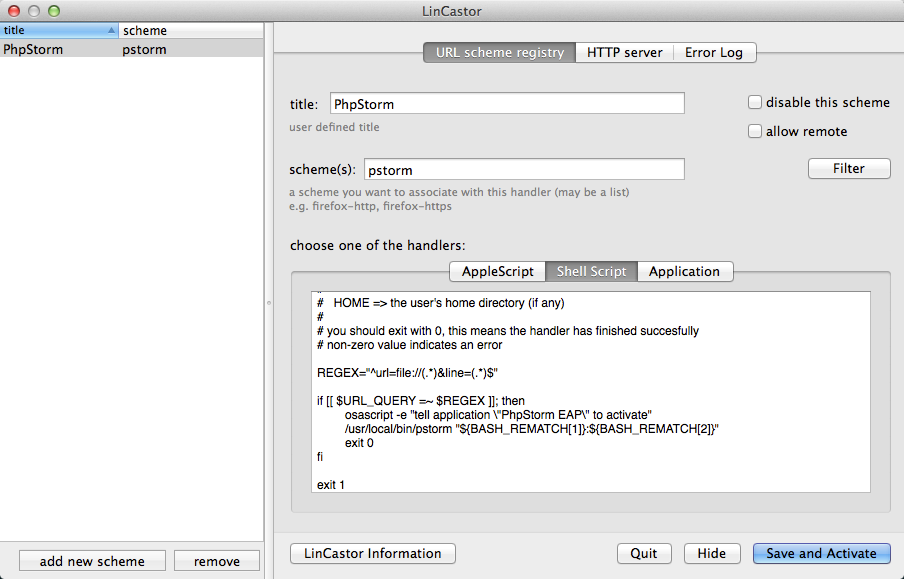 LinCastor
title scheme
PhpStorm pstorm
URL scheme registry HTTP server Error Log
title: PhpStorm
user defined title
disable this scheme
allow remote
scheme(s): pstorm
Filter
a scheme you want to associate with this handler (may be a list)
e.g. firefox-http, firefox-https
choose one of the handlers:
AppleScript Shell Script Application
#   HOME => the user's home directory (if any)
#
# you should exit with 0, this means the handler has finished succesfully
# non-zero value indicates an error
REGEX="^url=file://(.*)&line=(.*)$"
if [[ $URL_QUERY =~ $REGEX ]]; then
osascript -e "tell application \"PhpStorm EAP\" to activate"
/usr/local/bin/pstorm "${BASH_REMATCH[1]}:${BASH_REMATCH[2]}"
exit 0
fi
exit 1
add new scheme remove
LinCastor Information Quit Hide Save and Activate